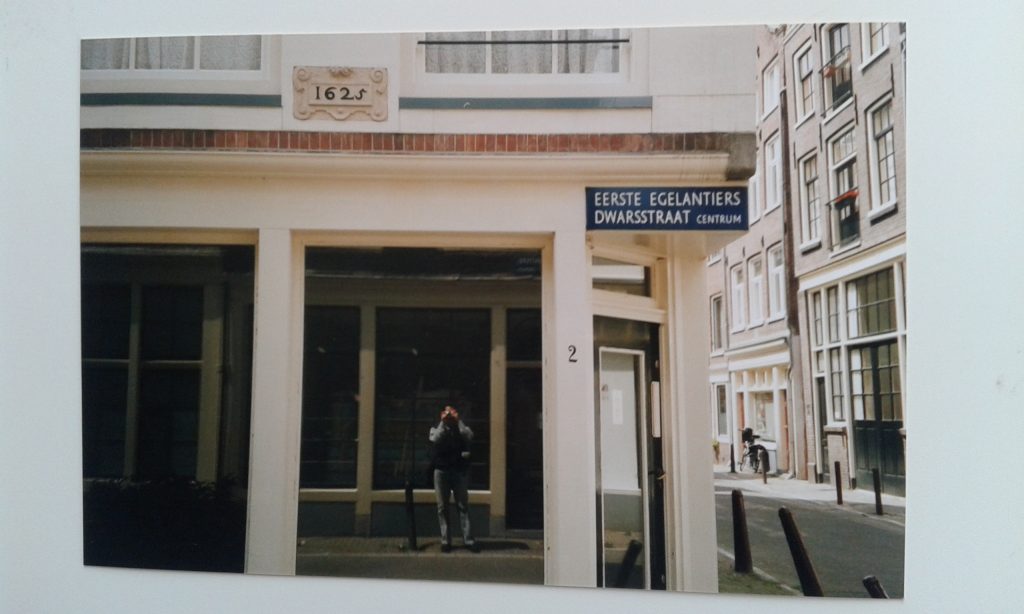 1625
EERSTE EGELANTIERS
DWARSSTRAAT CENTRUM
2